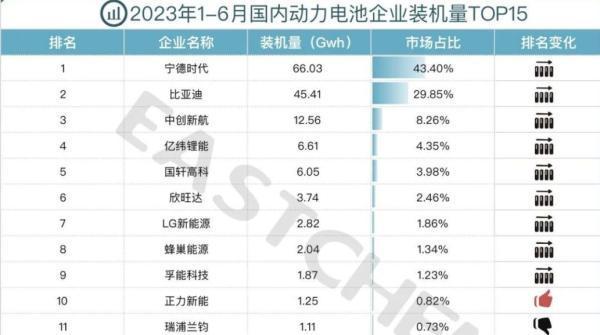 2023年1-6月国内动力电池企业装机量TOP15
排名 企业名称 装机量（Gwh） 市场占比 排名变化
1 宁德时代 66.03 43.40%
2 比亚迪 45.41 29.85%
3 中创新航 12.56 8.26%
4 亿纬锂能 6.61 4.35%
5 国轩高科 6.05 3.98%
6 欣旺达 3.74 2.46%
7 LG新能源 2.82 1.86%
8 蜂巢能源 2.04 1.34%
9 孚能科技 1.87 1.23%
10 正力新能 1.25 0.82%
11 瑞浦兰钧 1.11 0.73%
EASTCHEM